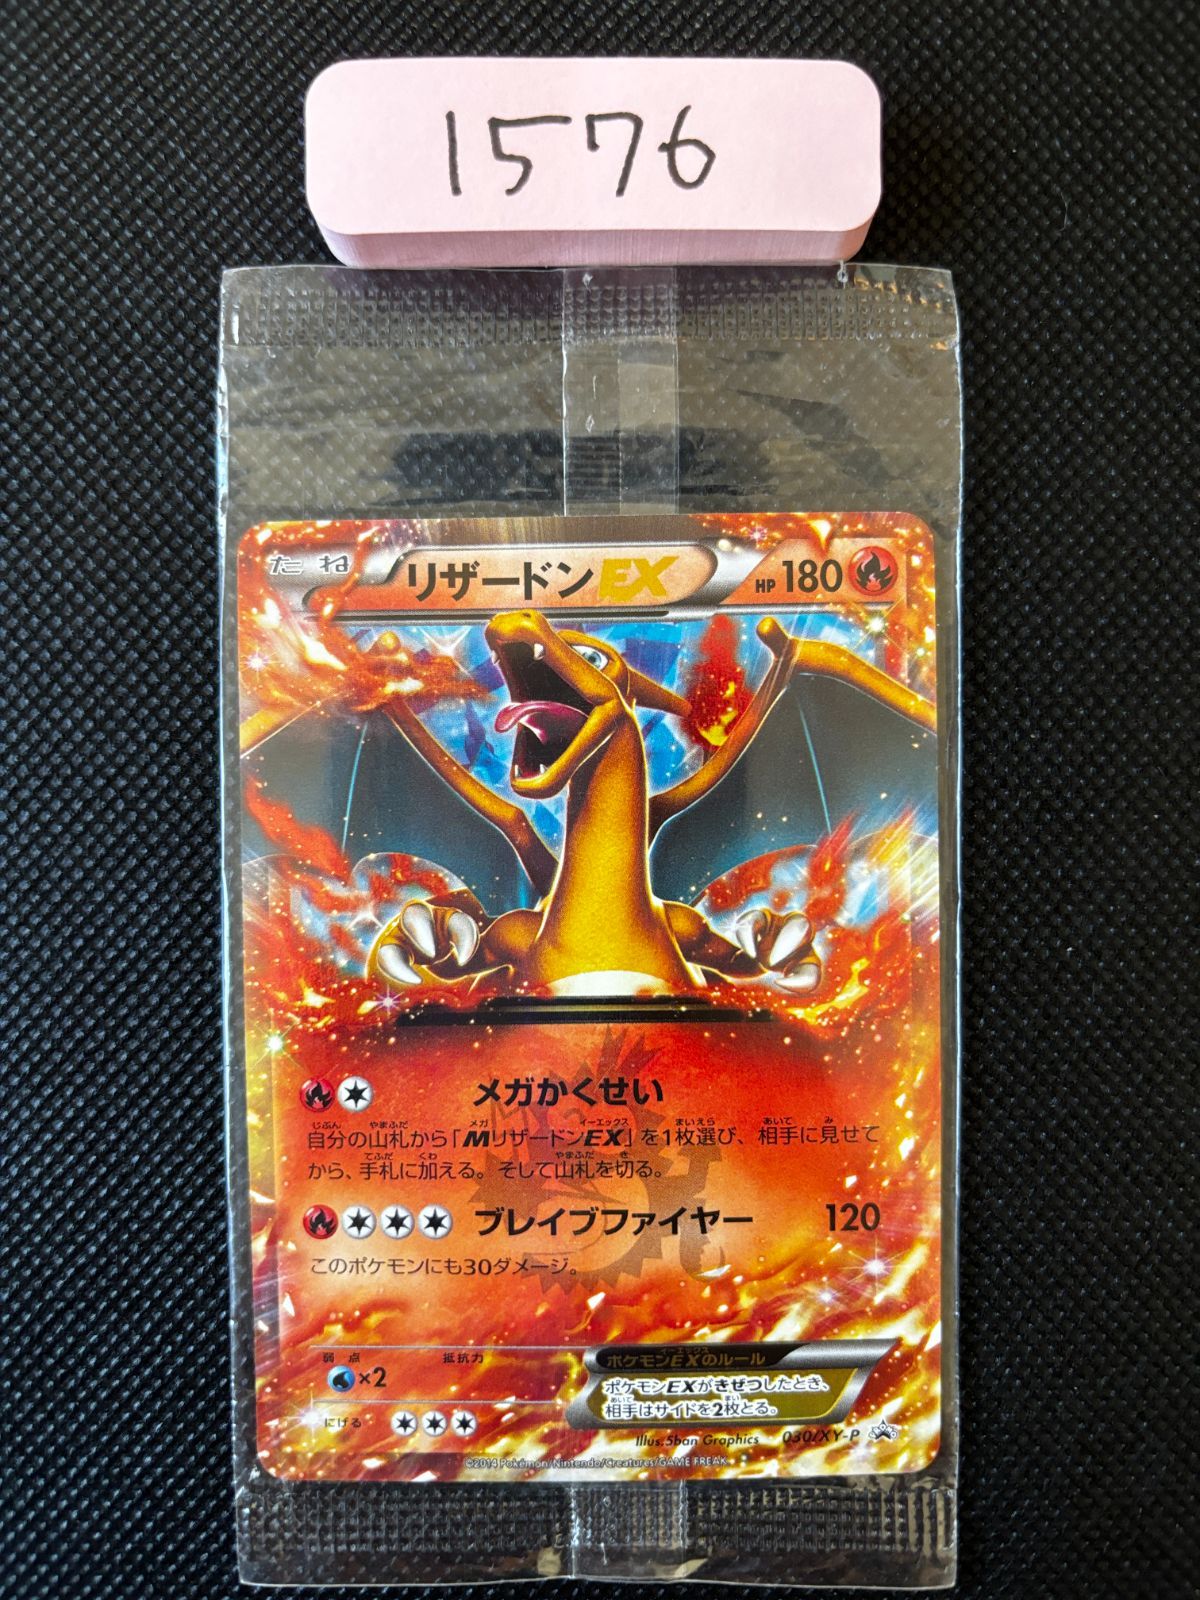 1576
たね
リザードンEX
HP 180
メガかくせい
自分の山札から「MリザードンEX」を1枚選び、相手に見せて
から、手札に加える。そして山札を切る。
ブレイブファイヤー 120
このポケモンにも30ダメージ。
弱点 抵抗力
×2
にげる
ポケモンEXのルール
ポケモンEXがきぜつしたとき、
相手はサイドを2枚とる。
Illus.5ban Graphics 030/XY-P
©2014 Pokémon/Nintendo/Creatures/GAME FREAK